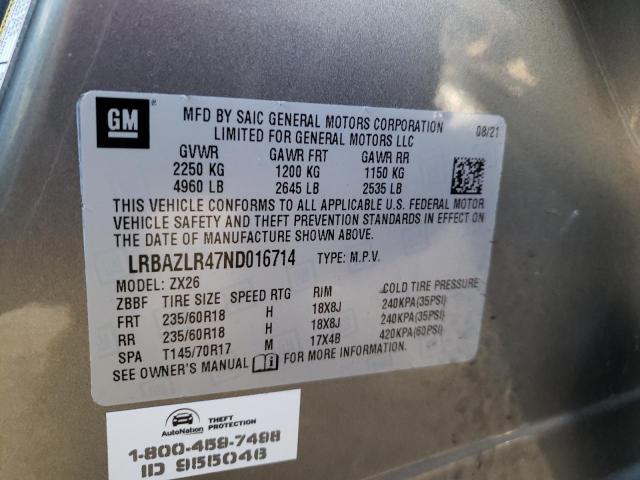 GM
MFD BY SAIC GENERAL MOTORS CORPORATION
LIMITED FOR GENERAL MOTORS LLC
08/21
GVWR GAWR FRT GAWR RR
2250 KG 1200 KG 1150 KG
4960 LB 2645 LB 2535 LB
THIS VEHICLE CONFORMS TO ALL APPLICABLE U.S. FEDERAL MOTOR
VEHICLE SAFETY AND THEFT PREVENTION STANDARDS IN EFFECT ON
THE DATE OF MANUFACTURE SHOWN ABOVE.
LRBAZLR47ND016714 TYPE: M.P.V.
MODEL: ZX26
ZBBF TIRE SIZE SPEED RTG RIM COLD TIRE PRESSURE
FRT 235/60R18 H 18X8J 240KPA(35PSI)
RR 235/60R18 H 18X8J 240KPA(35PSI)
SPA T145/70R17 M 17X4B 420KPA(60PSI)
SEE OWNER'S MANUAL FOR MORE INFORMATION.
AutoNation
THEFT
PROTECTION
1-800-459-7498
ID 955046